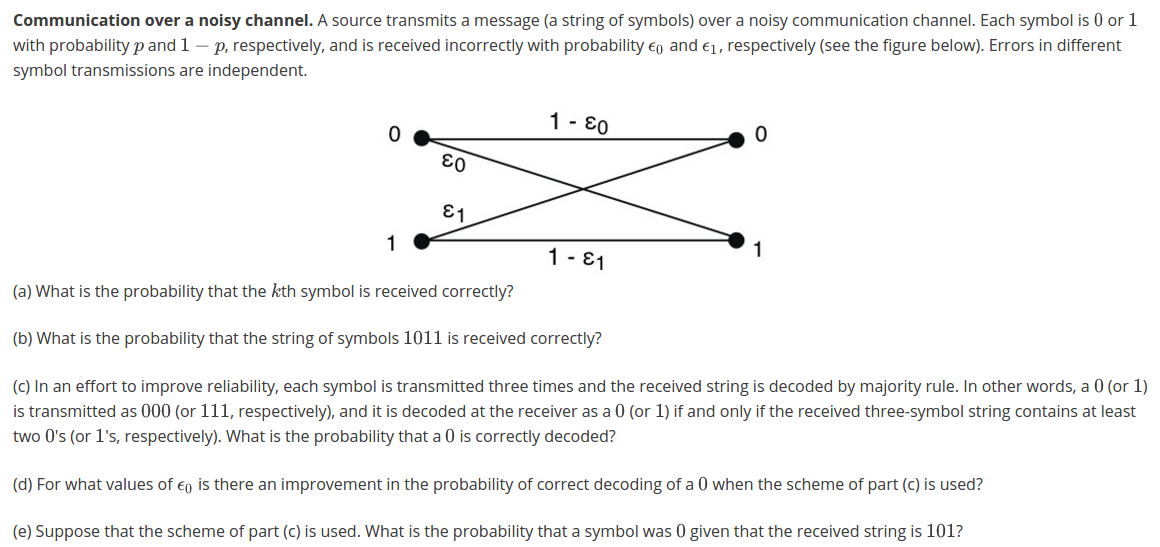 Communication over a noisy channel. A source transmits a message (a string of symbols) over a noisy communication channel. Each symbol is 0 or 1
with probability p and 1 − p, respectively, and is received incorrectly with probability ϵ₀ and ϵ₁, respectively (see the figure below). Errors in different
symbol transmissions are independent.
1 - ε0
0
0
ε0
ε1
1
1
1 - ε1
(a) What is the probability that the kth symbol is received correctly?
(b) What is the probability that the string of symbols 1011 is received correctly?
(c) In an effort to improve reliability, each symbol is transmitted three times and the received string is decoded by majority rule. In other words, a 0 (or 1)
is transmitted as 000 (or 111, respectively), and it is decoded at the receiver as a 0 (or 1) if and only if the received three-symbol string contains at least
two 0's (or 1's, respectively). What is the probability that a 0 is correctly decoded?
(d) For what values of ϵ₀ is there an improvement in the probability of correct decoding of a 0 when the scheme of part (c) is used?
(e) Suppose that the scheme of part (c) is used. What is the probability that a symbol was 0 given that the received string is 101?